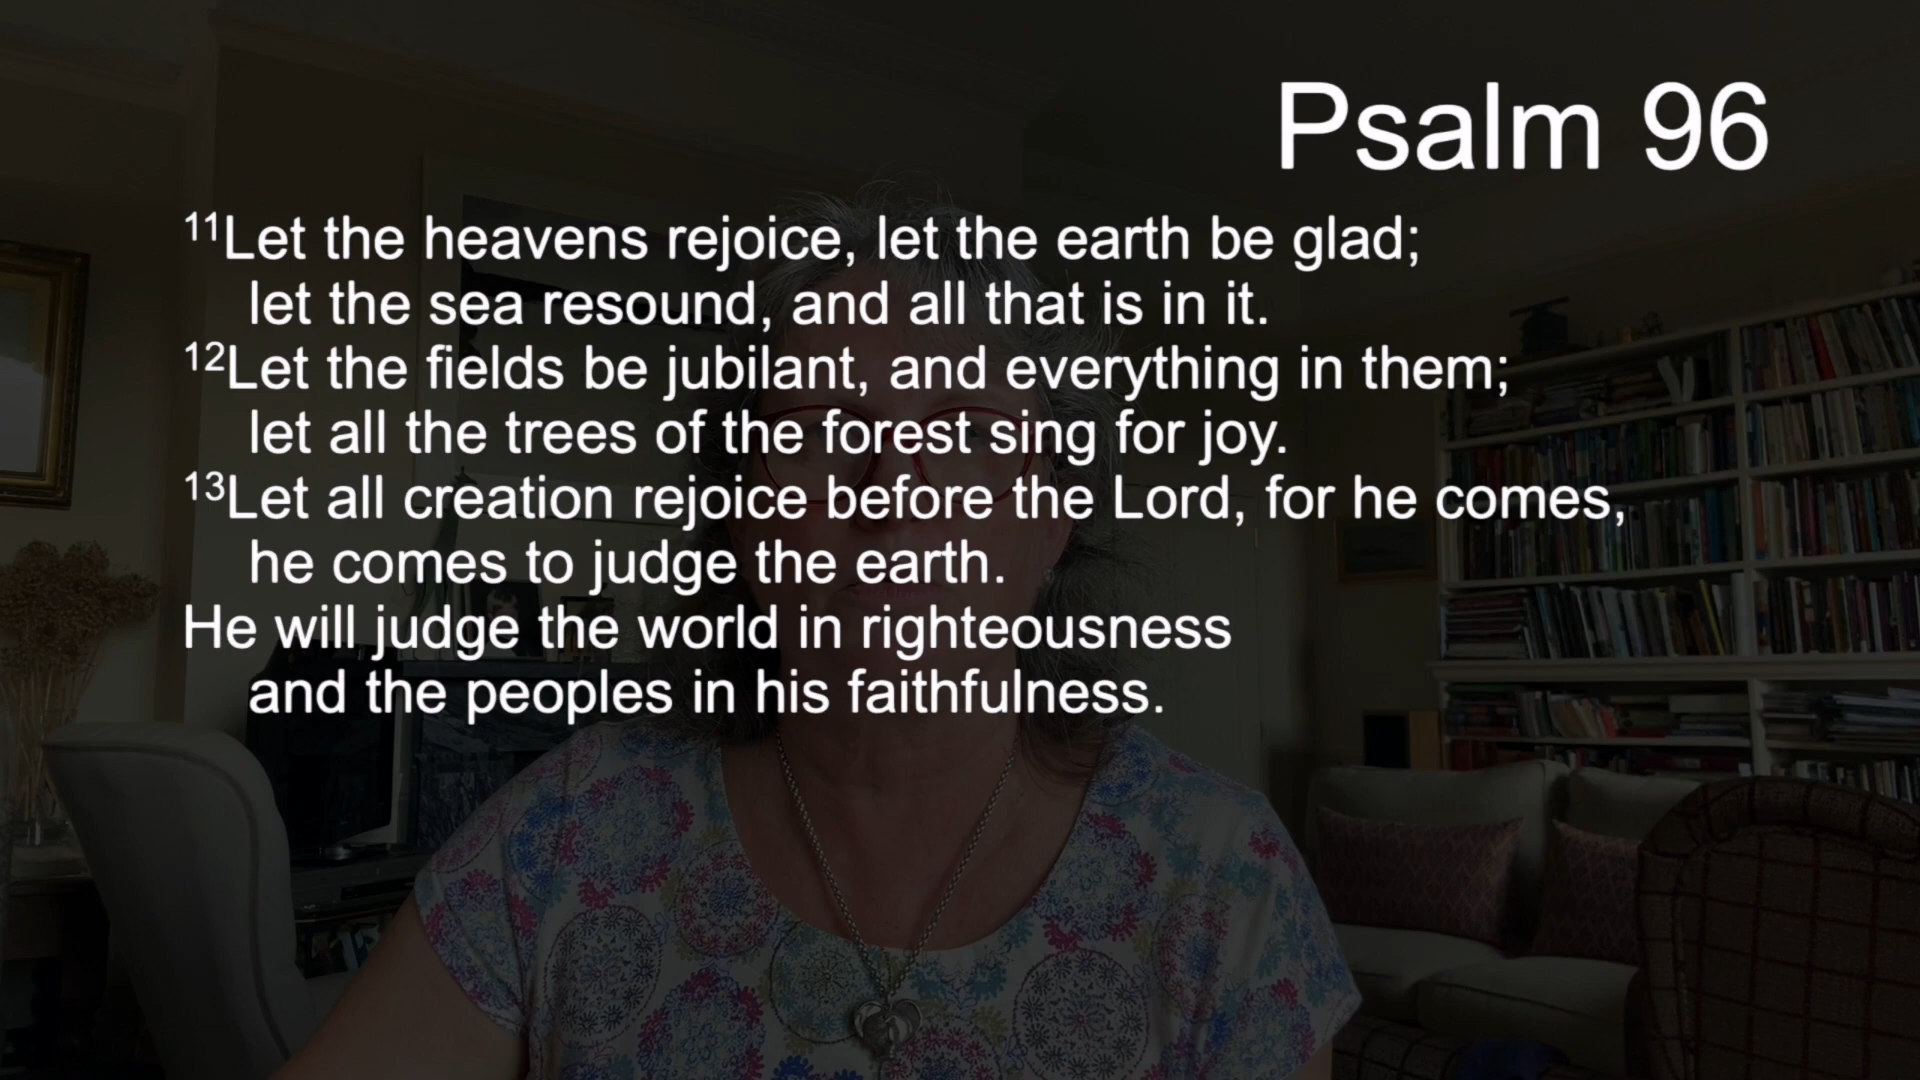 Psalm 96
11Let the heavens rejoice, let the earth be glad;
let the sea resound, and all that is in it.
12Let the fields be jubilant, and everything in them;
let all the trees of the forest sing for joy.
13Let all creation rejoice before the Lord, for he comes,
he comes to judge the earth.
He will judge the world in righteousness
and the peoples in his faithfulness.